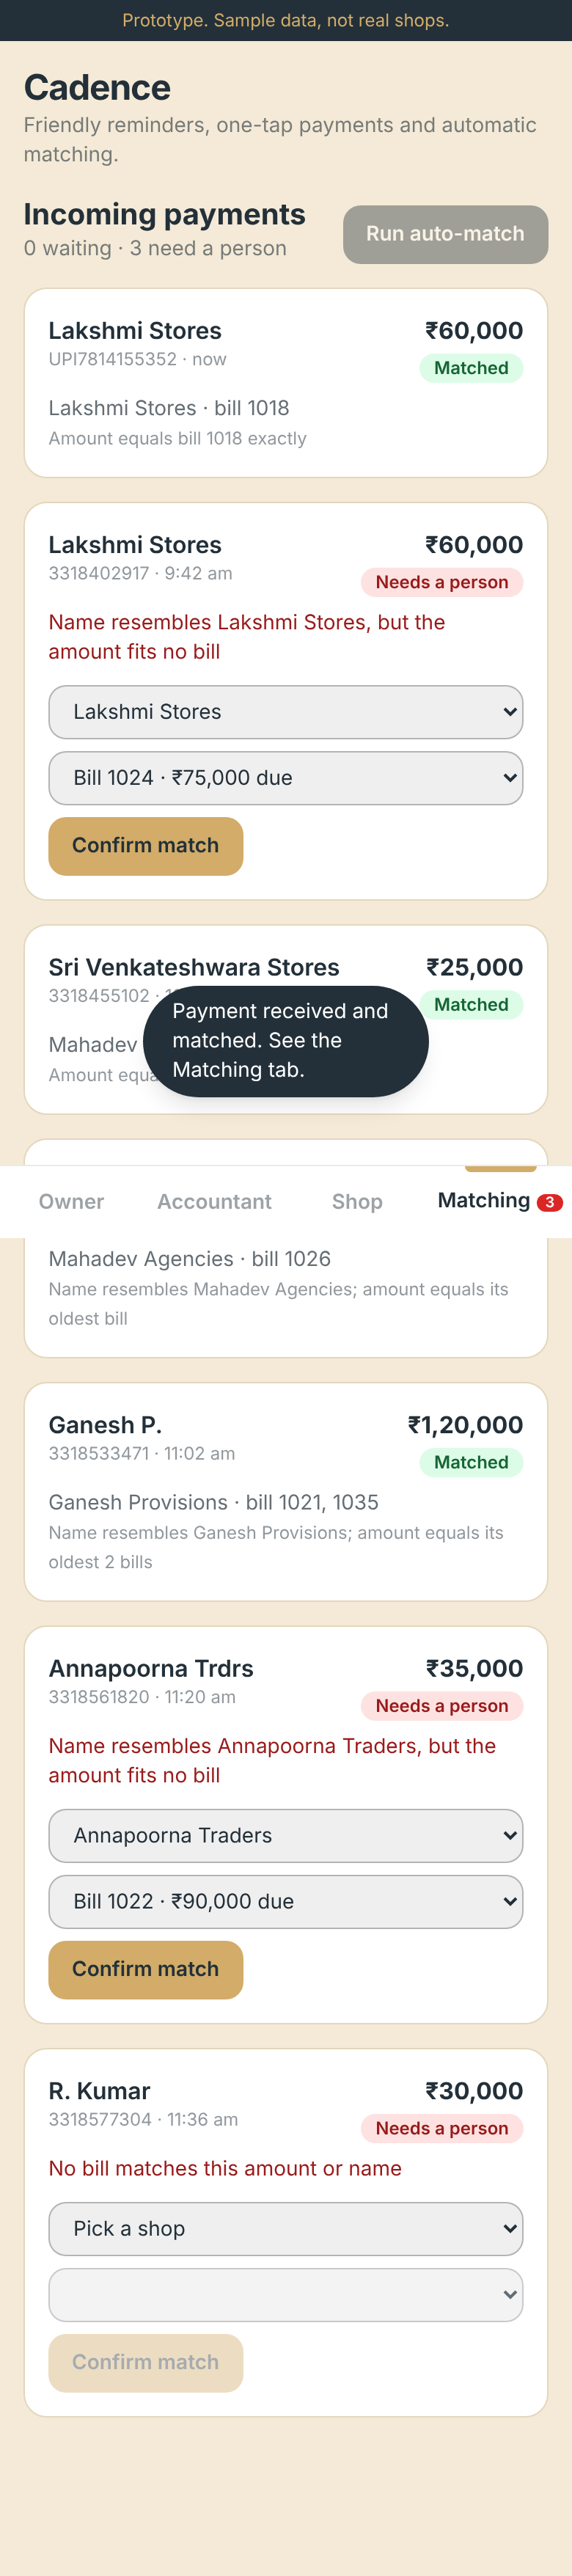 Prototype. Sample data, not real shops.
Cadence
Friendly reminders, one-tap payments and automatic
matching.
Incoming payments
0 waiting · 3 need a person
Run auto-match
Lakshmi Stores
₹60,000
UPI7814155352 · now
Matched
Lakshmi Stores · bill 1018
Amount equals bill 1018 exactly
Lakshmi Stores
₹60,000
3318402917 · 9:42 am
Needs a person
Name resembles Lakshmi Stores, but the
amount fits no bill
Lakshmi Stores
Bill 1024 · ₹75,000 due
Confirm match
Sri Venkateshwara Stores
₹25,000
3318455102 ·
Matched
Mahadev
Amount
Payment received and
matched. See the
Matching tab.
Owner
Accountant
Shop
Matching 3
Mahadev Agencies · bill 1026
Name resembles Mahadev Agencies; amount equals its
oldest bill
Ganesh P.
₹1,20,000
3318533471 · 11:02 am
Matched
Ganesh Provisions · bill 1021, 1035
Name resembles Ganesh Provisions; amount equals its
oldest 2 bills
Annapoorna Trdrs
₹35,000
3318561820 · 11:20 am
Needs a person
Name resembles Annapoorna Traders, but the
amount fits no bill
Annapoorna Traders
Bill 1022 · ₹90,000 due
Confirm match
R. Kumar
₹30,000
3318577304 · 11:36 am
Needs a person
No bill matches this amount or name
Pick a shop
Confirm match